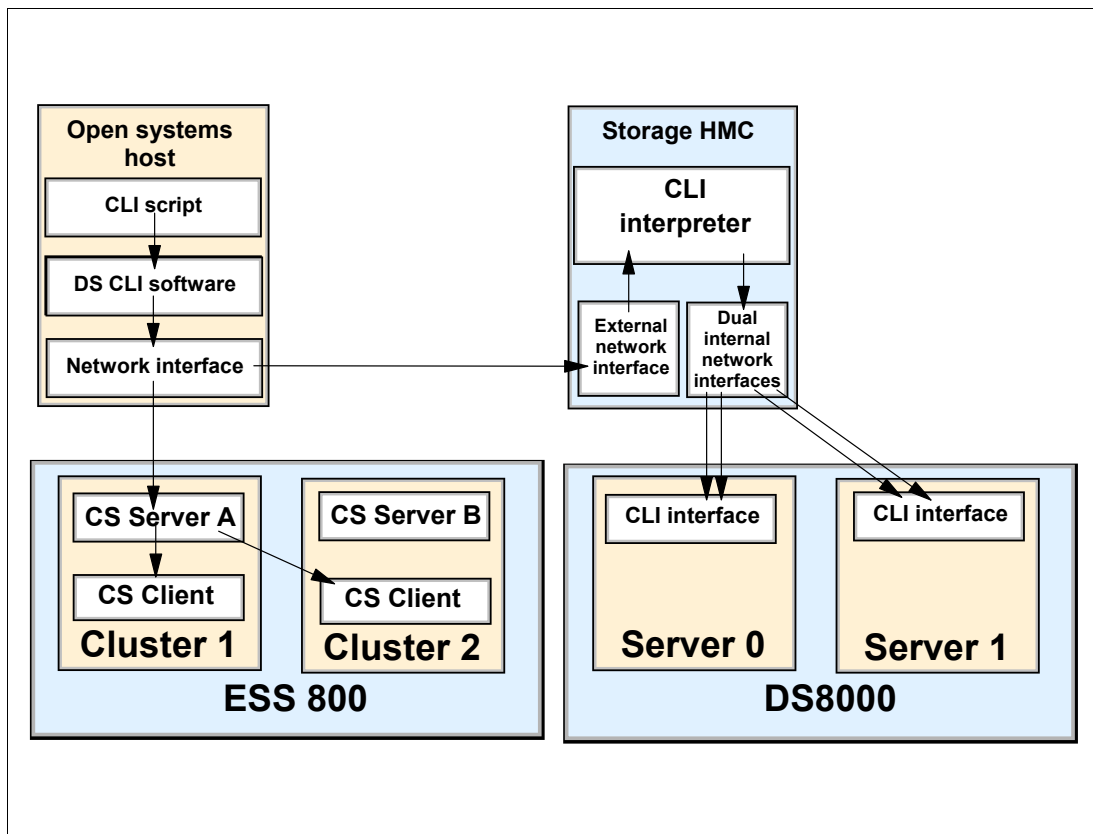 Open systems
host
CLI script
DS CLI software
Network interface
Storage HMC
CLI
interpreter
External
network
interface
Dual
internal
network
interfaces
CS Server A
CS Client
Cluster 1
CS Server B
CS Client
Cluster 2
ESS 800
CLI interface
Server 0
CLI interface
Server 1
DS8000